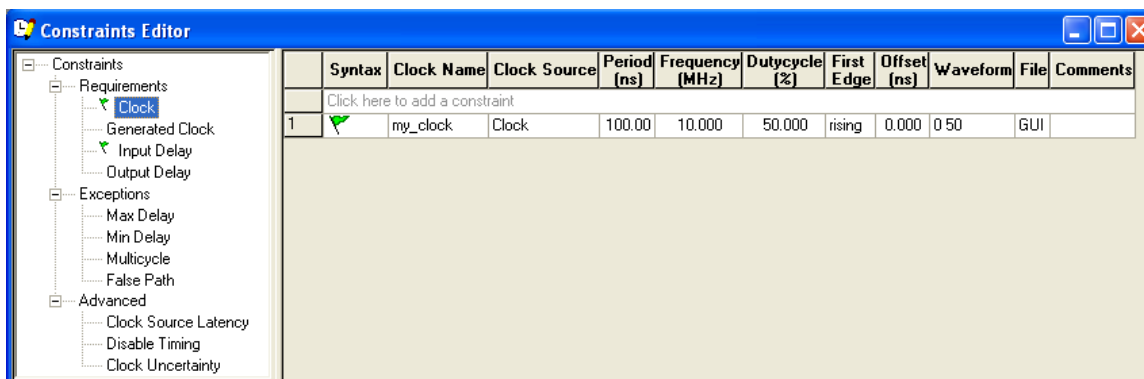 Constraints Editor
Constraints
Requirements
Clock
Generated Clock
Input Delay
Output Delay
Exceptions
Max Delay
Min Delay
Multicycle
False Path
Advanced
Clock Source Latency
Disable Timing
Clock Uncertainty
Syntax Clock Name Clock Source Period (ns) Frequency (MHz) Dutycycle (%) First Edge Offset (ns) Waveform File Comments
Click here to add a constraint
1 my_clock Clock 100.00 10.000 50.000 rising 0.000 0 50 GUI